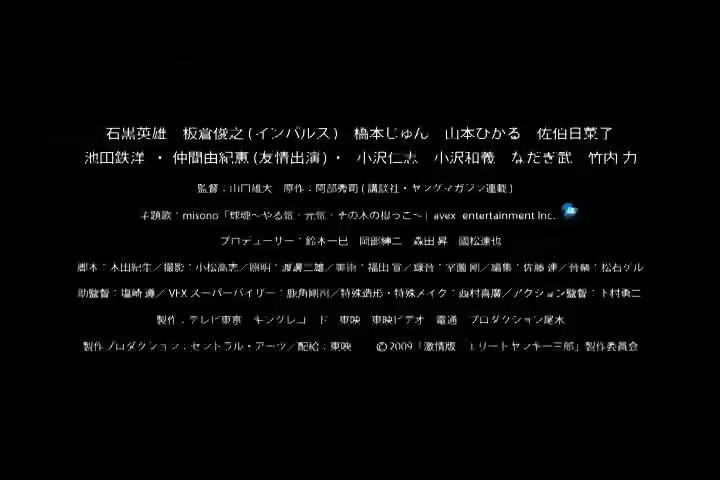 石黒英雄　板倉俊之(インパルス)　橋本じゅん　山本ひかる　佐伯日菜子
池田鉄洋　・仲間由紀恵(友情出演)・　小沢仁志　小沢和義　なだぎ武　竹内 力
監督：山口雄大　原作：阿部秀司(講談社・ヤングマガジン連載)
主題歌：misono「球魂〜やる気・元気・その木の根っこ〜」avex entertainment Inc.
プロデューサー：鈴木一巳　岡部紳二　森田 昇　國松達也
脚本：木田紀生／撮影：小松高志／照明：渡邊三雄／美術：福田 宣／録音：室薗 剛／編集：佐藤 連／音楽：松石ゲル
助監督：塩崎 遵／VFXスーパーバイザー：鹿角剛司／特殊造形・特殊メイク：西村喜廣／アクション監督：下村勇二
製作：テレビ東京　キングレコード　東映　東映ビデオ　電通　プロダクション尾木
製作プロダクション：セントラル・アーツ／配給：東映　　©2009「激情版　エリートヤンキー三郎」製作委員会